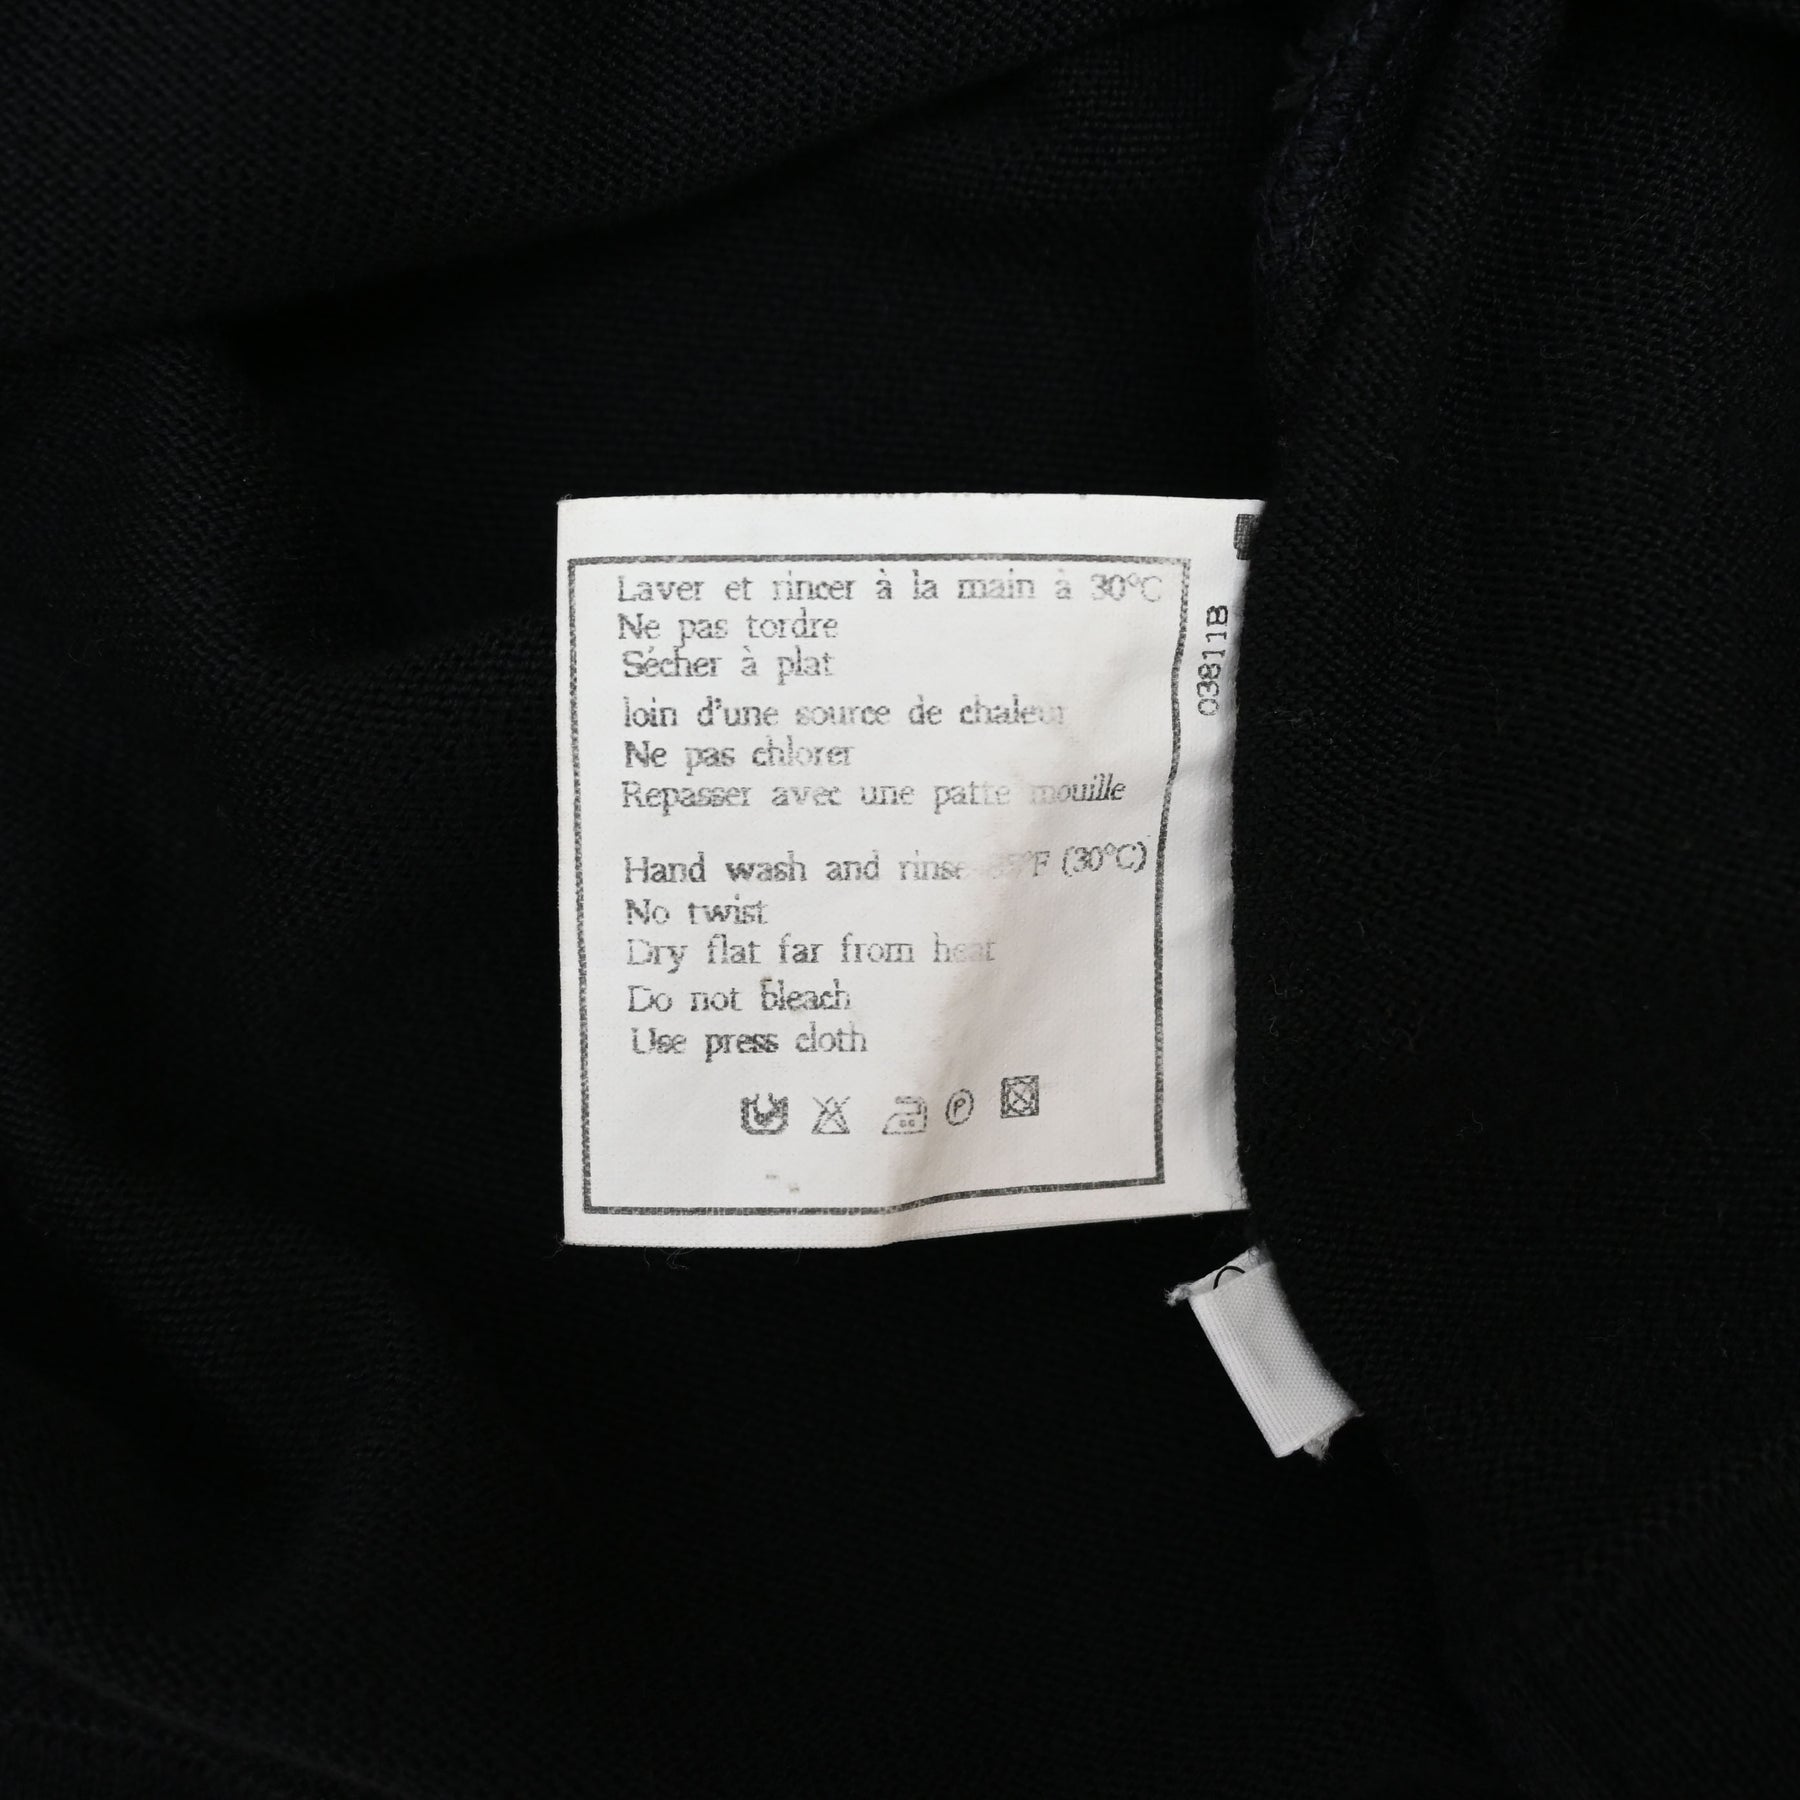 Laver et rincer à la main à 30°C
Ne pas tordre
Sécher à plat
loin d'une source de chaleur
Ne pas chlorer
Repasser avec une patte mouille
Hand wash and rinse 85°F (30°C)
No twist
Dry flat far from heat
Do not bleach
Use press cloth
P
03811B